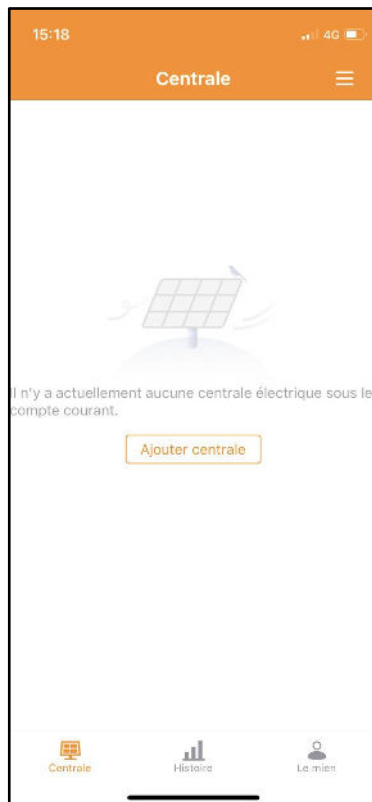 15:18
4G
Centrale
Il n'y a actuellement aucune centrale électrique sous le
compte courant.
Ajouter centrale
Centrale
Histoire
Le mien